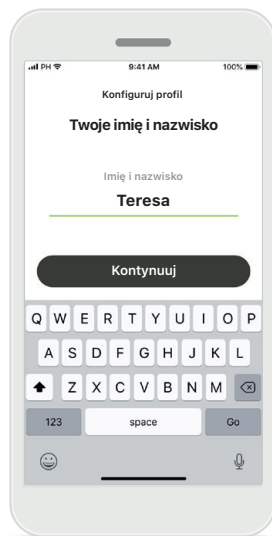 PH 9:41 AM 100%
Konfiguruj profil
Twoje imię i nazwisko
Imię i nazwisko
Teresa
Kontynuuj
Q W E R T Y U I O P
A S D F G H J K L
Z X C V B N M
123 space Go